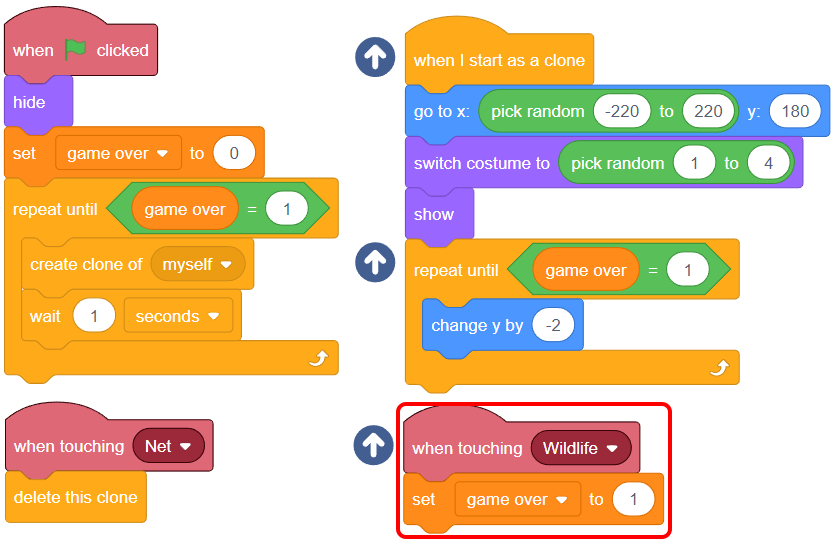 when clicked
hide
set game over to 0
repeat until game over = 1
create clone of myself
wait 1 seconds
when I start as a clone
go to x: pick random -220 to 220 y: 180
switch costume to pick random 1 to 4
show
repeat until game over = 1
change y by -2
when touching Net
delete this clone
when touching Wildlife
set game over to 1